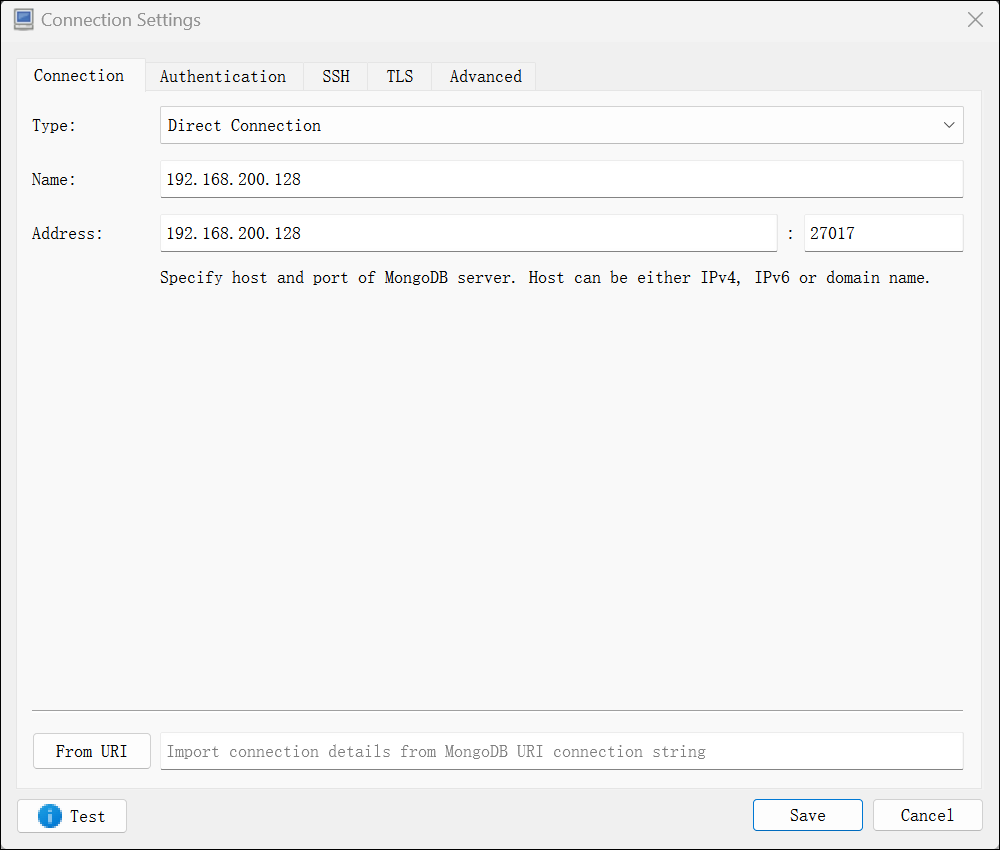 Connection Settings
Connection Authentication SSH TLS Advanced
Type: Direct Connection
Name: 192.168.200.128
Address: 192.168.200.128 : 27017
Specify host and port of MongoDB server. Host can be either IPv4, IPv6 or domain name.
From URI Import connection details from MongoDB URI connection string
Test Save Cancel